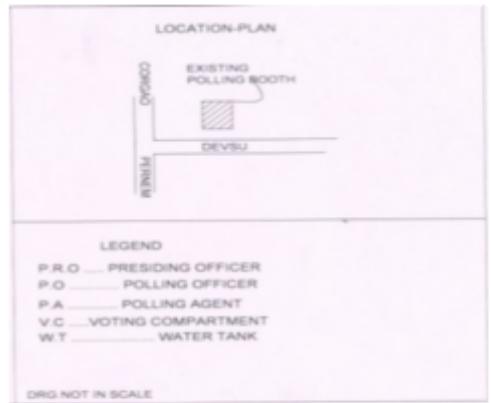 LOCATION-PLAN
CORGAO
EXISTING
POLLING BOOTH
DEVSU
PERNEM
LEGEND
P.R.O ..... PRESIDING OFFICER
P.O ............. POLLING OFFICER
P.A ............... POLLING AGENT
V.C .....VOTING COMPARTMENT
W.T ..................... WATER TANK
DRG.NOT IN SCALE